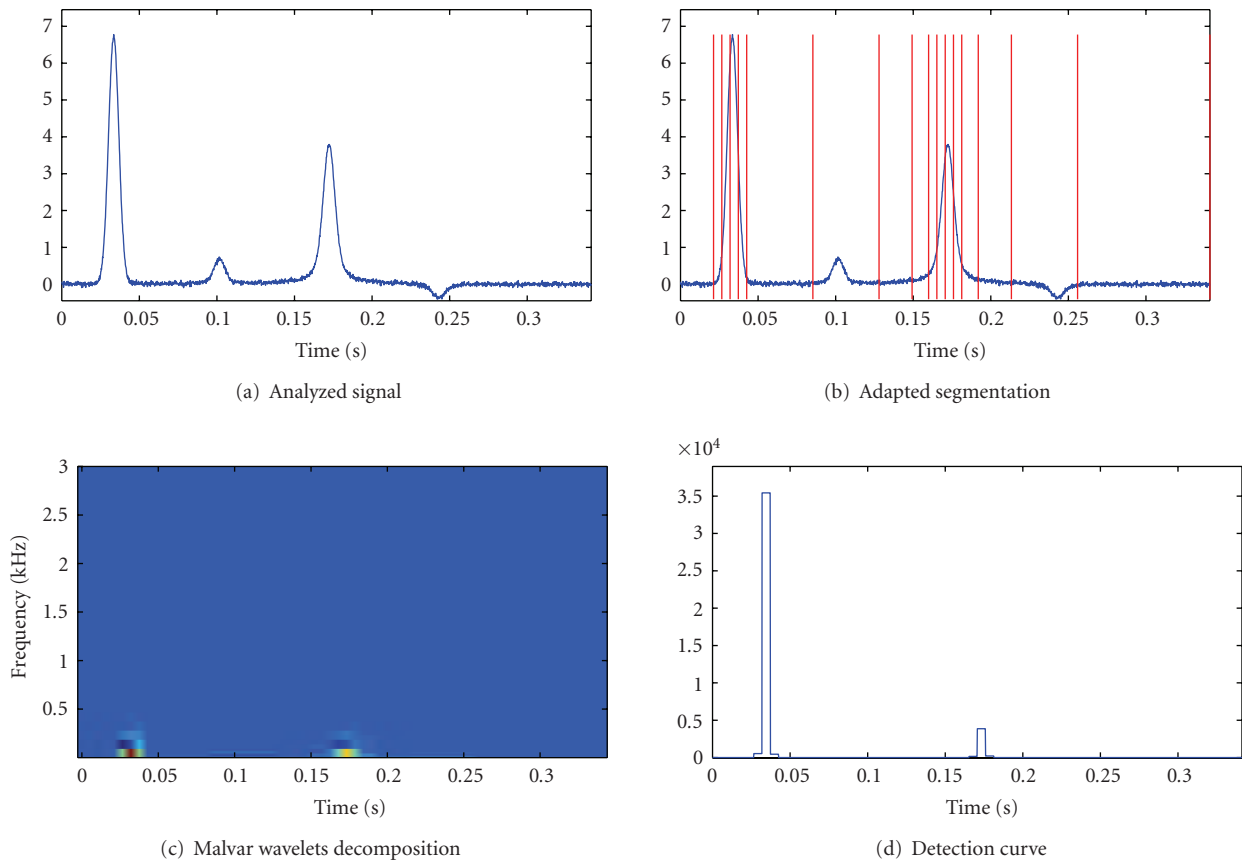 7
6
5
4
3
2
1
0
0 0.05 0.1 0.15 0.2 0.25 0.3
Time (s)
(a) Analyzed signal
7
6
5
4
3
2
1
0
0 0.05 0.1 0.15 0.2 0.25 0.3
Time (s)
(b) Adapted segmentation
Frequency (kHz)
3
2.5
2
1.5
1
0.5
0 0.05 0.1 0.15 0.2 0.25 0.3
Time (s)
(c) Malvar wavelets decomposition
×10⁴
3.5
3
2.5
2
1.5
1
0.5
0
0 0.05 0.1 0.15 0.2 0.25 0.3
Time (s)
(d) Detection curve